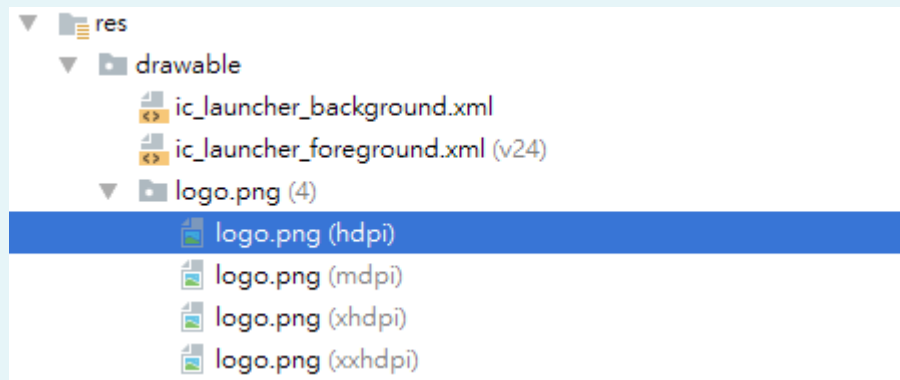 res
drawable
ic_launcher_background.xml
ic_launcher_foreground.xml (v24)
logo.png (4)
logo.png (hdpi)
logo.png (mdpi)
logo.png (xhdpi)
logo.png (xxhdpi)